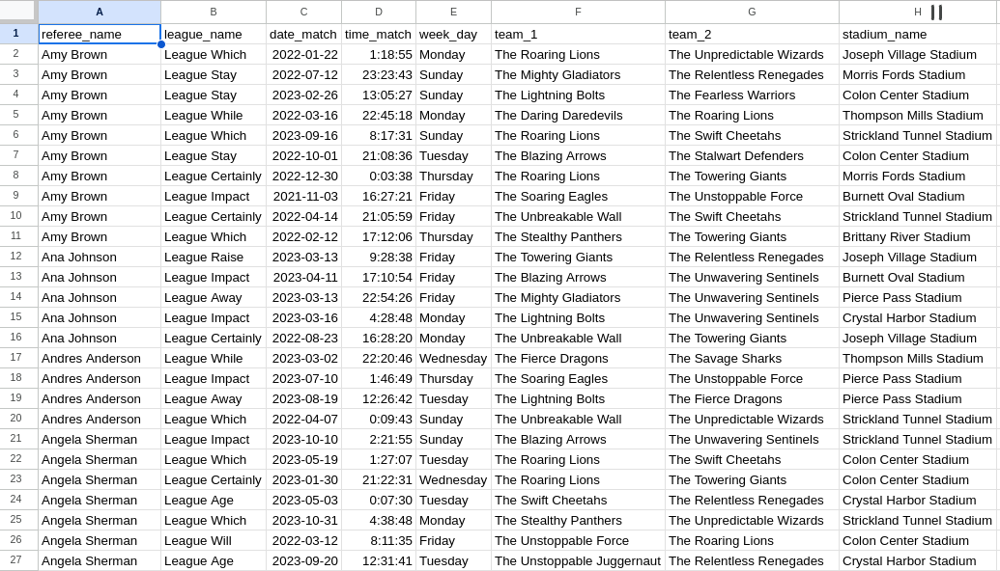 A B C D E F G H
1 referee_name league_name date_match time_match week_day team_1 team_2 stadium_name
2 Amy Brown League Which 2022-01-22 1:18:55 Monday The Roaring Lions The Unpredictable Wizards Joseph Village Stadium
3 Amy Brown League Stay 2022-07-12 23:23:43 Sunday The Mighty Gladiators The Relentless Renegades Morris Fords Stadium
4 Amy Brown League Stay 2023-02-26 13:05:27 Sunday The Lightning Bolts The Fearless Warriors Colon Center Stadium
5 Amy Brown League While 2022-03-16 22:45:18 Monday The Daring Daredevils The Roaring Lions Thompson Mills Stadium
6 Amy Brown League Which 2023-09-16 8:17:31 Sunday The Roaring Lions The Swift Cheetahs Strickland Tunnel Stadium
7 Amy Brown League Stay 2022-10-01 21:08:36 Tuesday The Blazing Arrows The Stalwart Defenders Colon Center Stadium
8 Amy Brown League Certainly 2022-12-30 0:03:38 Thursday The Roaring Lions The Towering Giants Morris Fords Stadium
9 Amy Brown League Impact 2021-11-03 16:27:21 Friday The Soaring Eagles The Unstoppable Force Burnett Oval Stadium
10 Amy Brown League Certainly 2022-04-14 21:05:59 Friday The Unbreakable Wall The Swift Cheetahs Strickland Tunnel Stadium
11 Amy Brown League Which 2022-02-12 17:12:06 Thursday The Stealthy Panthers The Towering Giants Brittany River Stadium
12 Ana Johnson League Raise 2023-03-13 9:28:38 Friday The Towering Giants The Relentless Renegades Joseph Village Stadium
13 Ana Johnson League Impact 2023-04-11 17:10:54 Friday The Blazing Arrows The Unwavering Sentinels Burnett Oval Stadium
14 Ana Johnson League Away 2023-03-13 22:54:26 Friday The Mighty Gladiators The Unwavering Sentinels Pierce Pass Stadium
15 Ana Johnson League Impact 2023-03-16 4:28:48 Monday The Lightning Bolts The Unwavering Sentinels Crystal Harbor Stadium
16 Ana Johnson League Certainly 2022-08-23 16:28:20 Monday The Unbreakable Wall The Towering Giants Joseph Village Stadium
17 Andres Anderson League While 2023-03-02 22:20:46 Wednesday The Fierce Dragons The Savage Sharks Thompson Mills Stadium
18 Andres Anderson League Impact 2023-07-10 1:46:49 Thursday The Soaring Eagles The Unstoppable Force Pierce Pass Stadium
19 Andres Anderson League Away 2023-08-19 12:26:42 Tuesday The Lightning Bolts The Fierce Dragons Pierce Pass Stadium
20 Andres Anderson League Which 2022-04-07 0:09:43 Sunday The Unbreakable Wall The Unpredictable Wizards Strickland Tunnel Stadium
21 Angela Sherman League Impact 2023-10-10 2:21:55 Sunday The Blazing Arrows The Unwavering Sentinels Strickland Tunnel Stadium
22 Angela Sherman League Which 2023-05-19 1:27:07 Tuesday The Roaring Lions The Swift Cheetahs Colon Center Stadium
23 Angela Sherman League Certainly 2023-01-30 21:22:31 Wednesday The Roaring Lions The Towering Giants Colon Center Stadium
24 Angela Sherman League Age 2023-05-03 0:07:30 Tuesday The Swift Cheetahs The Relentless Renegades Crystal Harbor Stadium
25 Angela Sherman League Which 2023-10-31 4:38:48 Monday The Stealthy Panthers The Unpredictable Wizards Strickland Tunnel Stadium
26 Angela Sherman League Will 2022-03-12 8:11:35 Friday The Unstoppable Force The Roaring Lions Colon Center Stadium
27 Angela Sherman League Age 2023-09-20 12:31:41 Tuesday The Unstoppable Juggernaut The Relentless Renegades Crystal Harbor Stadium